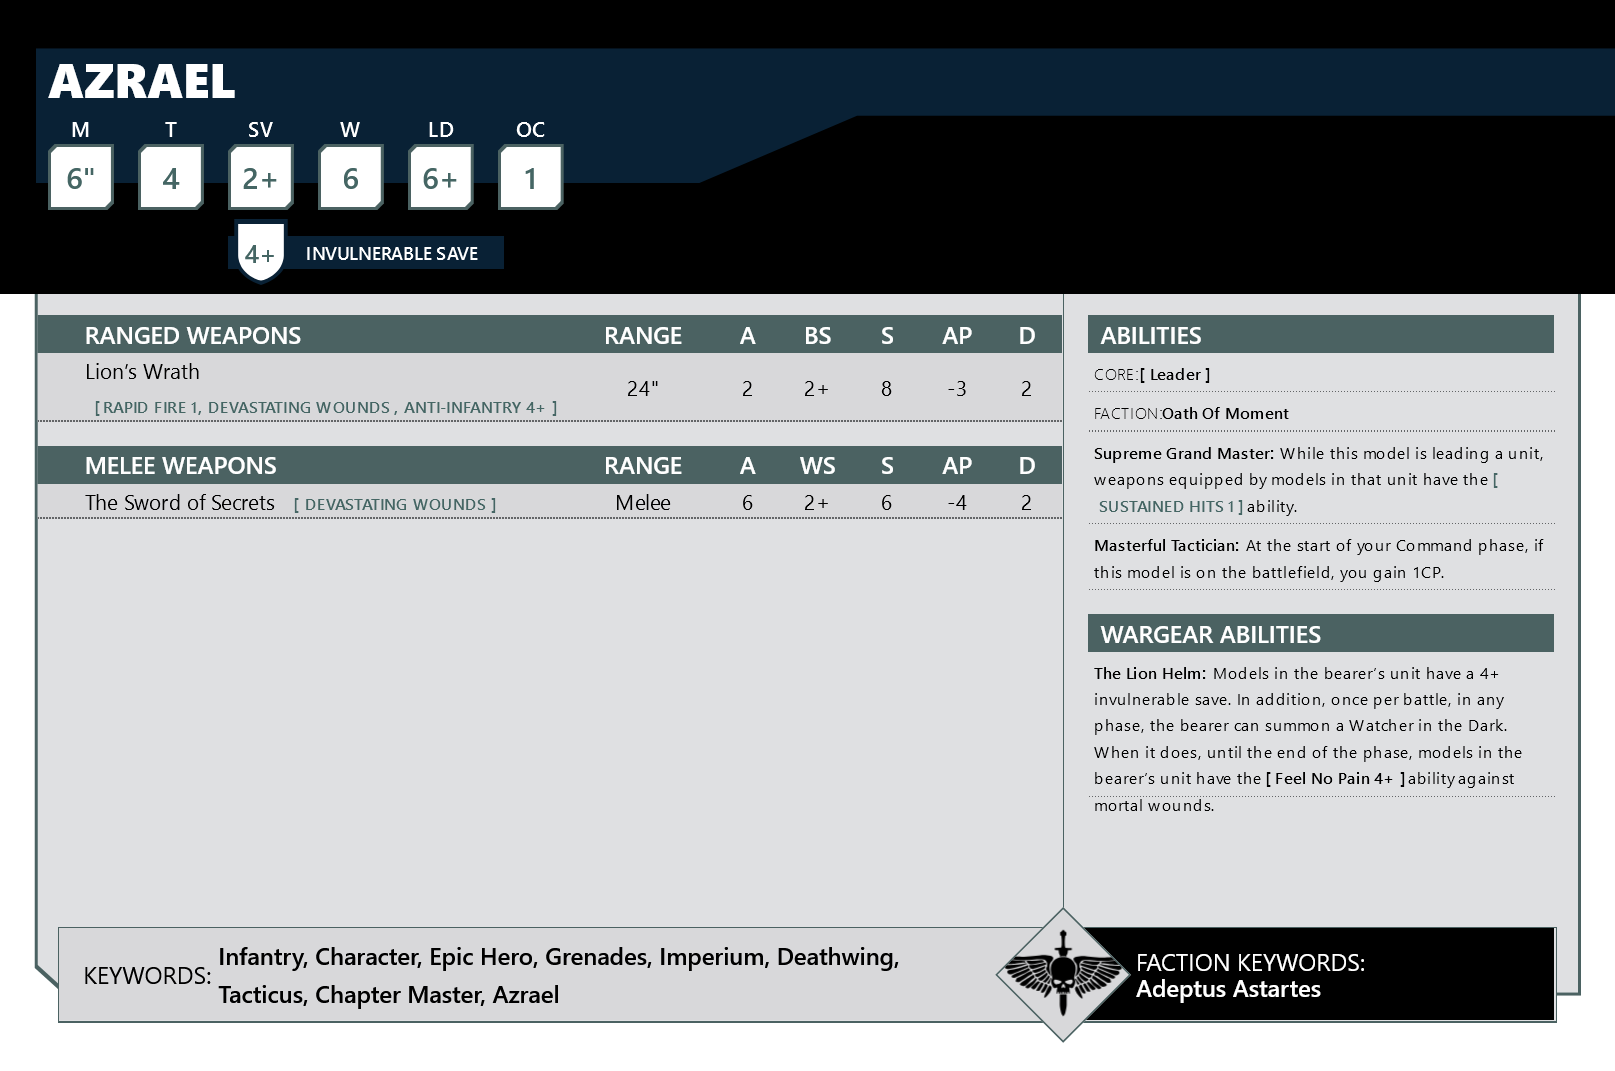 AZRAEL
M T SV W LD OC
6" 4 2+ 6 6+ 1
4+ INVULNERABLE SAVE
RANGED WEAPONS RANGE A BS S AP D
Lion’s Wrath
24" 2 2+ 8 -3 2
[ RAPID FIRE 1, DEVASTATING WOUNDS , ANTI-INFANTRY 4+ ]
MELEE WEAPONS RANGE A WS S AP D
The Sword of Secrets [ DEVASTATING WOUNDS ] Melee 6 2+ 6 -4 2
ABILITIES
CORE:[ Leader ]
FACTION:Oath Of Moment
Supreme Grand Master: While this model is leading a unit,
weapons equipped by models in that unit have the [
SUSTAINED HITS 1] ability.
Masterful Tactician: At the start of your Command phase, if
this model is on the battlefield, you gain 1CP.
WARGEAR ABILITIES
The Lion Helm: Models in the bearer’s unit have a 4+
invulnerable save. In addition, once per battle, in any
phase, the bearer can summon a Watcher in the Dark.
When it does, until the end of the phase, models in the
bearer’s unit have the [ Feel No Pain 4+ ] ability against
mortal wounds.
KEYWORDS: Infantry, Character, Epic Hero, Grenades, Imperium, Deathwing,
Tacticus, Chapter Master, Azrael
FACTION KEYWORDS:
Adeptus Astartes